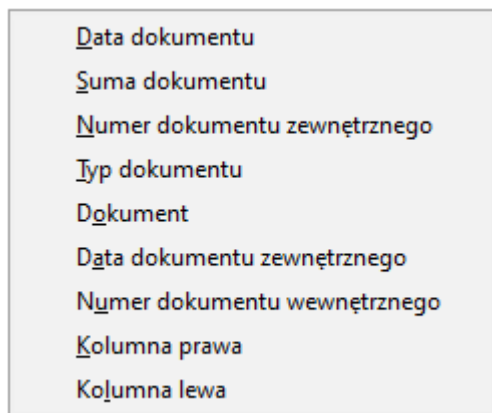 Data dokumentu
Suma dokumentu
Numer dokumentu zewnętrznego
Typ dokumentu
Dokument
Data dokumentu zewnętrznego
Numer dokumentu wewnętrznego
Kolumna prawa
Kolumna lewa